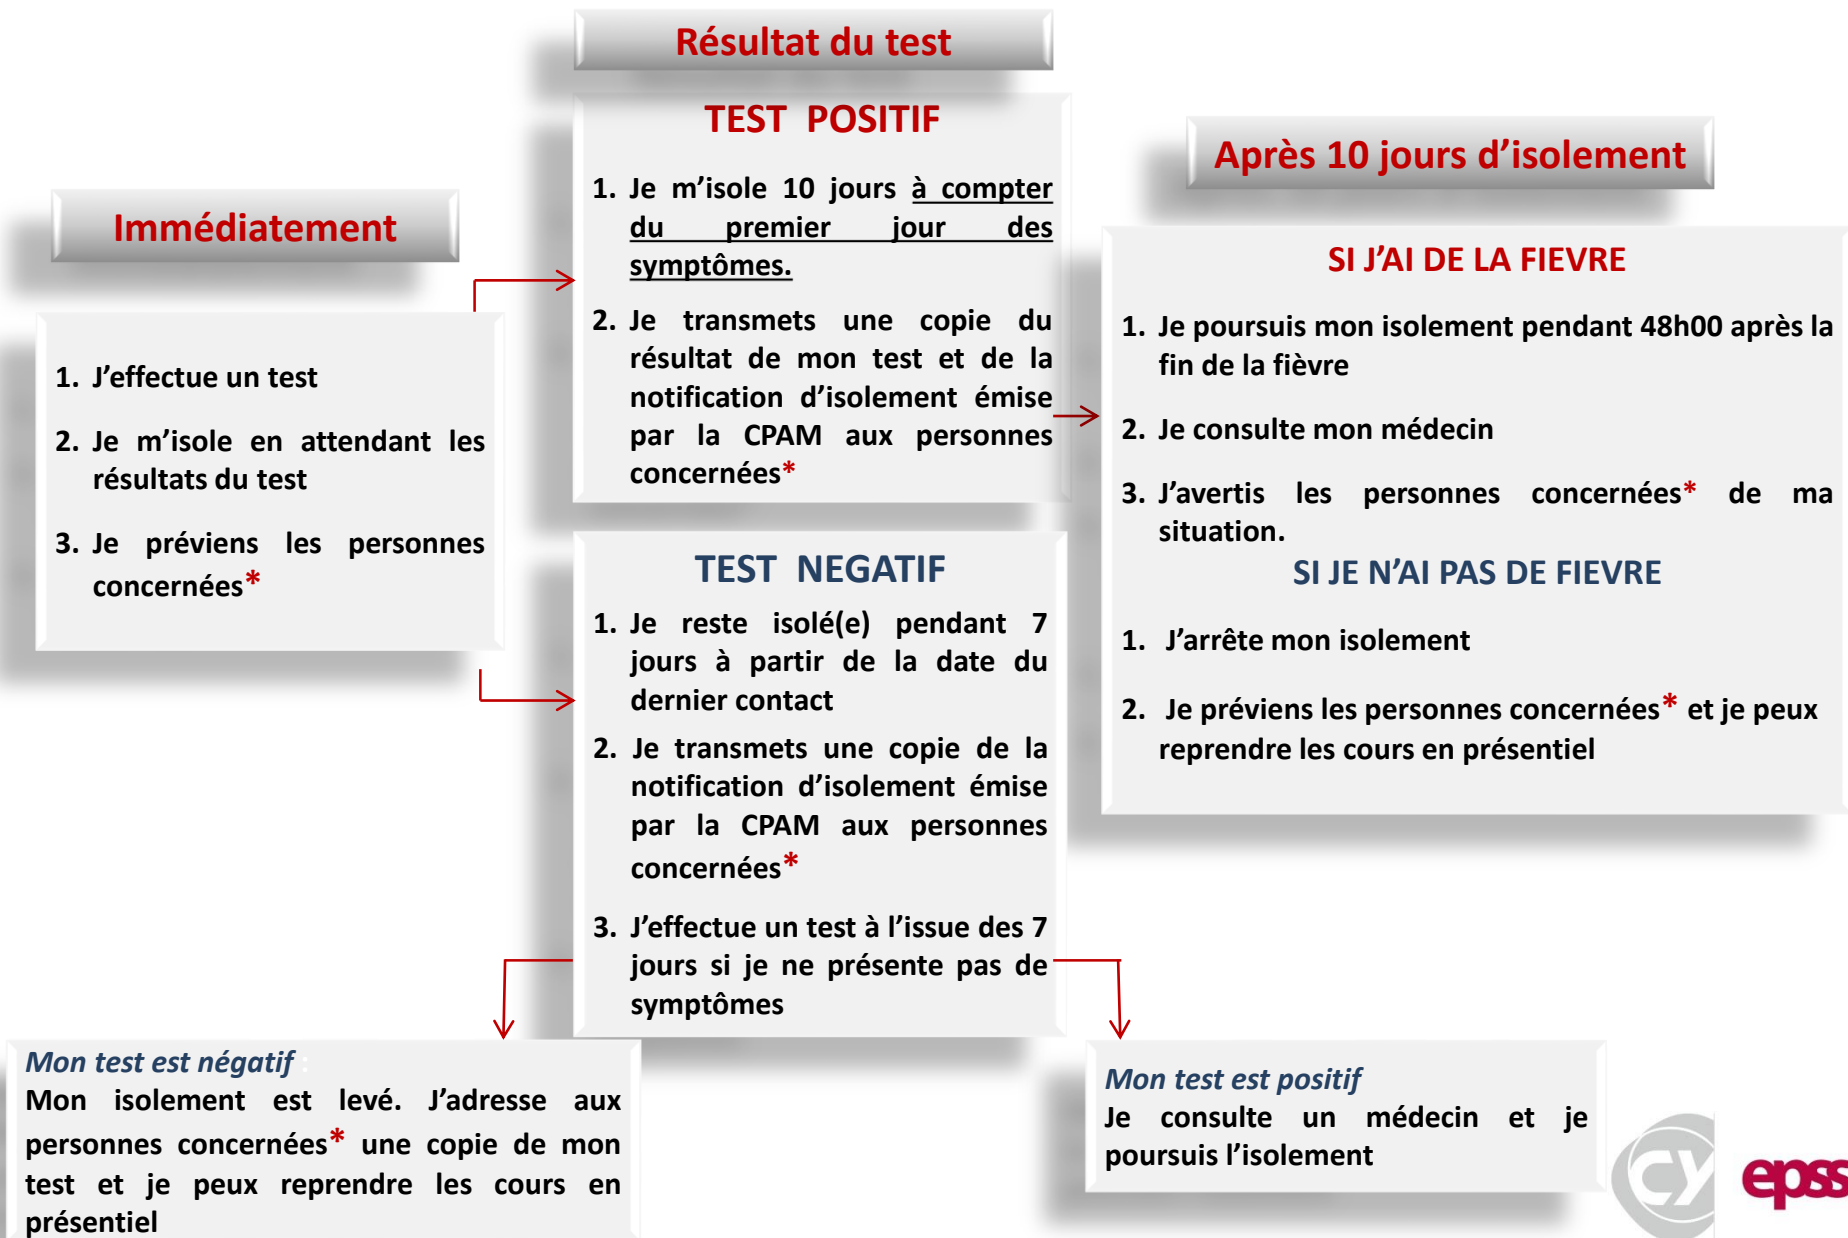 Résultat du test
TEST POSITIF
1. Je m’isole 10 jours à compter
du premier jour des
symptômes.
2. Je transmets une copie du
résultat de mon test et de la
notification d’isolement émise
par la CPAM aux personnes
concernées*
Immédiatement
1. J’effectue un test
2. Je m’isole en attendant les
résultats du test
3. Je préviens les personnes
concernées*
Après 10 jours d’isolement
SI J’AI DE LA FIEVRE
1. Je poursuis mon isolement pendant 48h00 après la
fin de la fièvre
2. Je consulte mon médecin
3. J’avertis les personnes concernées* de ma
situation.
SI JE N’AI PAS DE FIEVRE
1. J’arrête mon isolement
2. Je préviens les personnes concernées* et je peux
reprendre les cours en présentiel
TEST NEGATIF
1. Je reste isolé(e) pendant 7
jours à partir de la date du
dernier contact
2. Je transmets une copie de la
notification d’isolement émise
par la CPAM aux personnes
concernées*
3. J’effectue un test à l’issue des 7
jours si je ne présente pas de
symptômes
Mon test est négatif :
Mon isolement est levé. J’adresse aux
personnes concernées* une copie de mon
test et je peux reprendre les cours en
présentiel
Mon test est positif
Je consulte un médecin et je
poursuis l’isolement
CY
epss